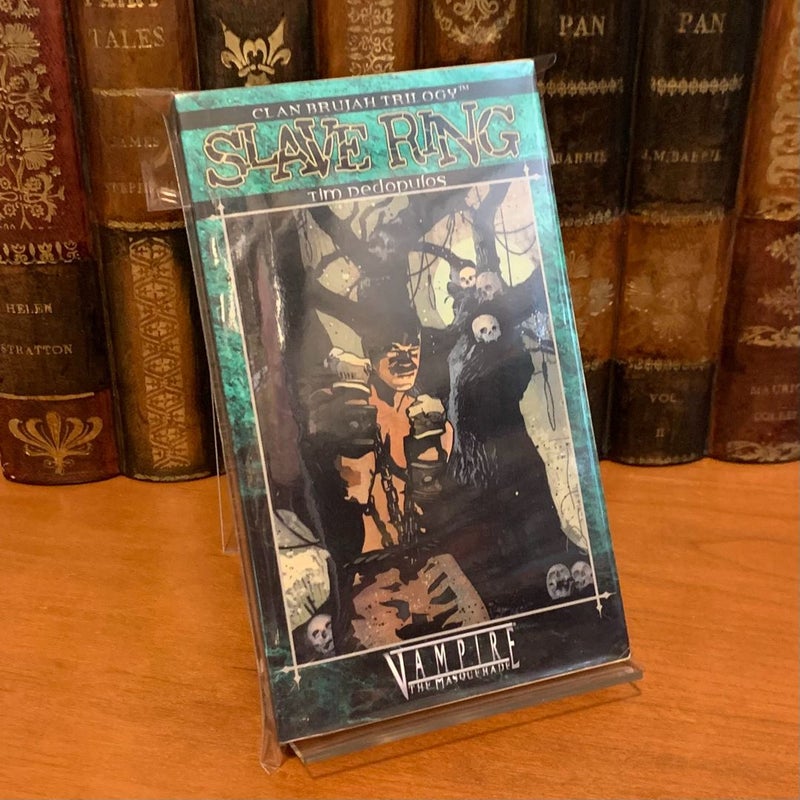 CLAN BRUJAH TRILOGY™
SLAVE RING
Tim Dedopulos
VAMPIRE
THE MASQUERADE
FAIRY
TALES
JAMES
HELEN
STRATTON
PAN
BARRIE
PAN
J.M. BARRIE
VOL.
II